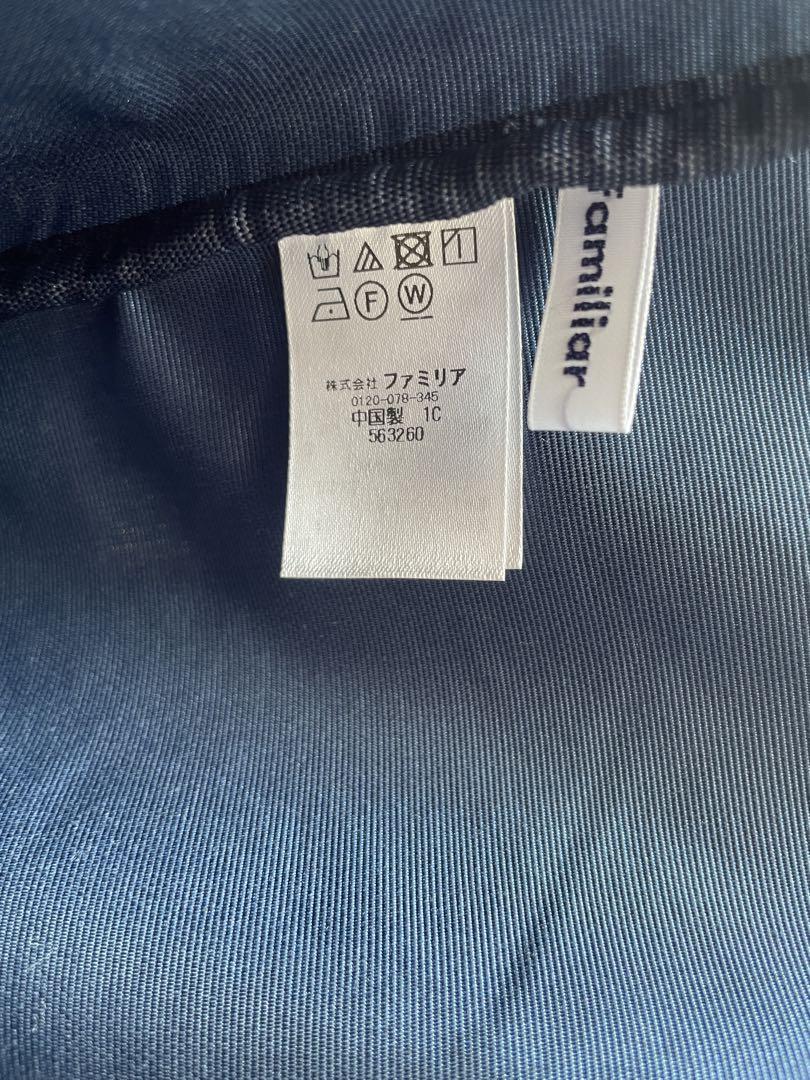 F W
株式会社 ファミリア
0120-078-345
中国製 1C
563260
familiar